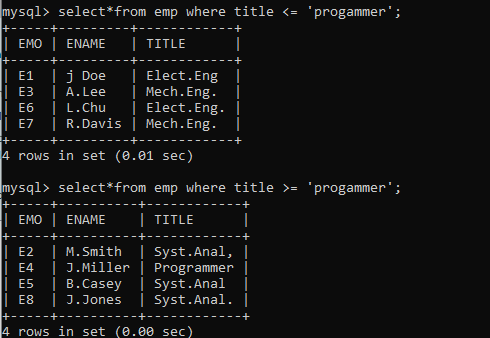 mysql> select*from emp where title <= 'progammer';
+-----+---------+------------+
| EMO | ENAME   | TITLE      |
+-----+---------+------------+
| E1  | j Doe   | Elect.Eng  |
| E3  | A.Lee   | Mech.Eng.  |
| E6  | L.Chu   | Elect.Eng. |
| E7  | R.Davis | Mech.Eng.  |
+-----+---------+------------+
4 rows in set (0.01 sec)
mysql> select*from emp where title >= 'progammer';
+-----+----------+------------+
| EMO | ENAME    | TITLE      |
+-----+----------+------------+
| E2  | M.Smith  | Syst.Anal, |
| E4  | J.Miller | Programmer |
| E5  | B.Casey  | Syst.Anal  |
| E8  | J.Jones  | Syst.Anal. |
+-----+----------+------------+
4 rows in set (0.00 sec)